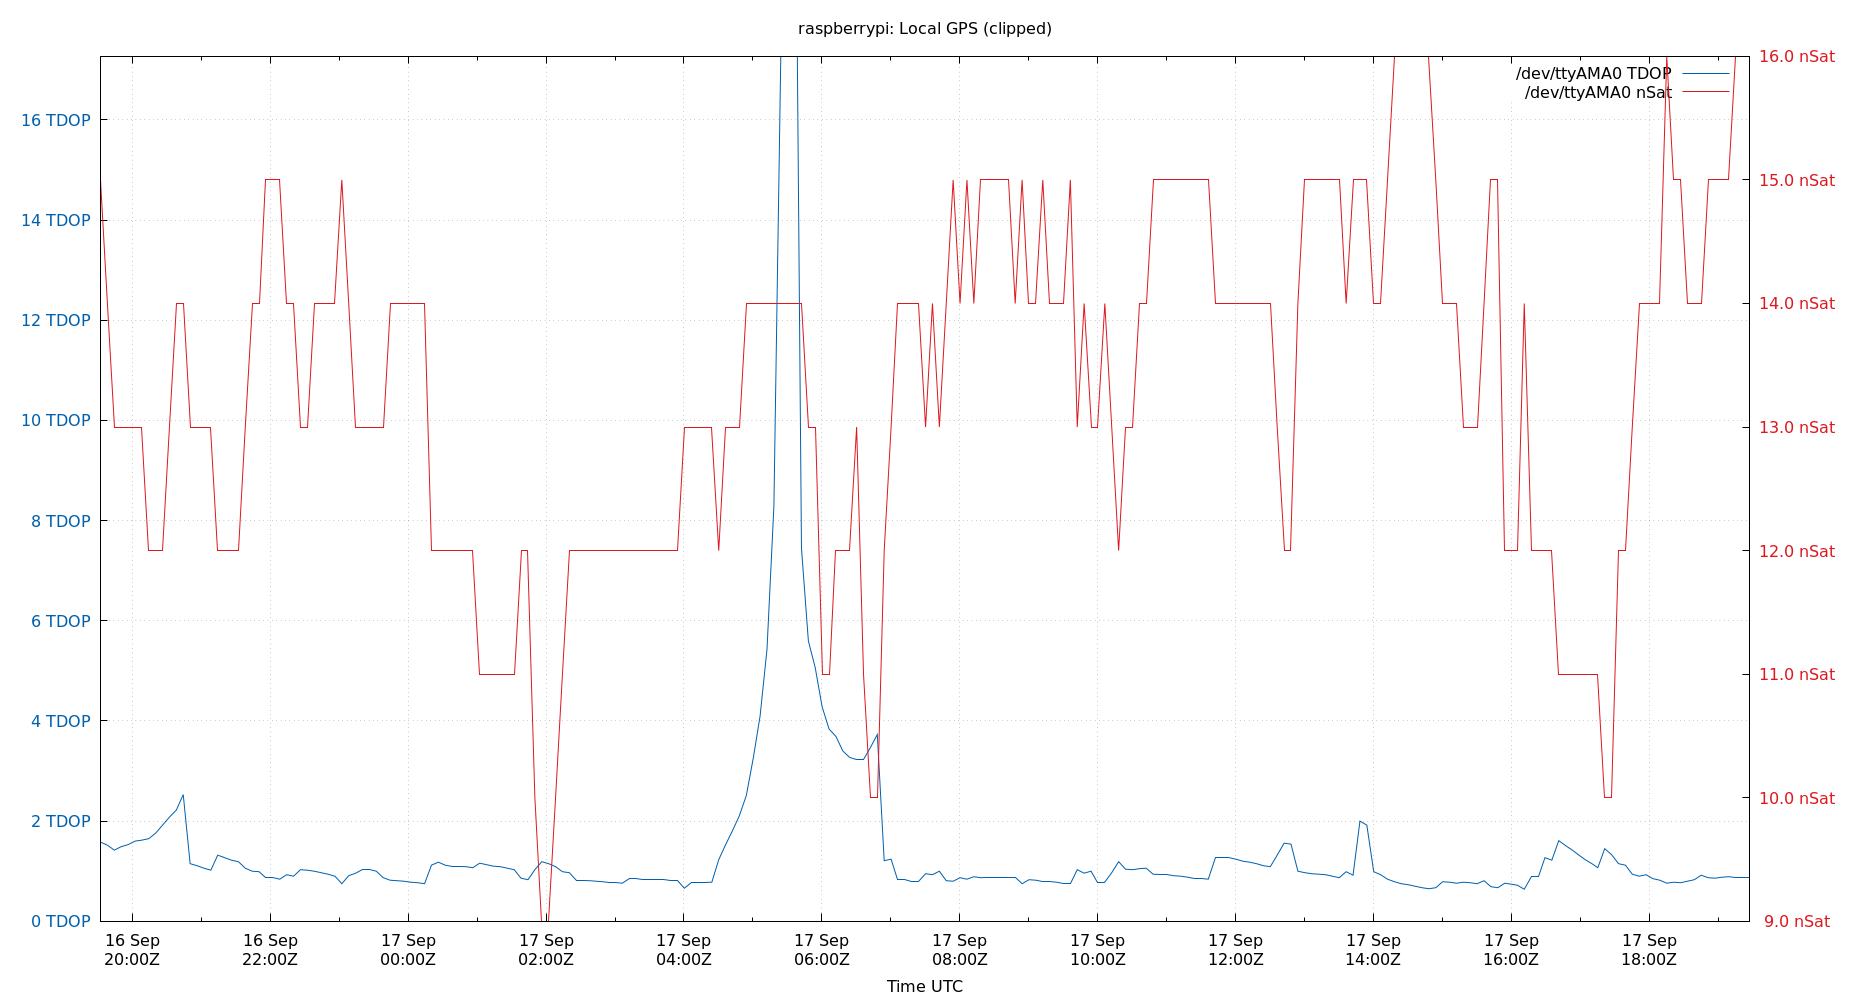 raspberrypi: Local GPS (clipped)
16.0 nSat
/dev/ttyAMA0 TDOP
/dev/ttyAMA0 nSat
16 TDOP
15.0 nSat
14 TDOP
14.0 nSat
12 TDOP
13.0 nSat
10 TDOP
8 TDOP
12.0 nSat
6 TDOP
11.0 nSat
4 TDOP
10.0 nSat
2 TDOP
0 TDOP
9.0 nSat
16 Sep 16 Sep 17 Sep 17 Sep 17 Sep 17 Sep 17 Sep 17 Sep 17 Sep 17 Sep 17 Sep 17 Sep
20:00Z 22:00Z 00:00Z 02:00Z 04:00Z 06:00Z 08:00Z 10:00Z 12:00Z 14:00Z 16:00Z 18:00Z
Time UTC